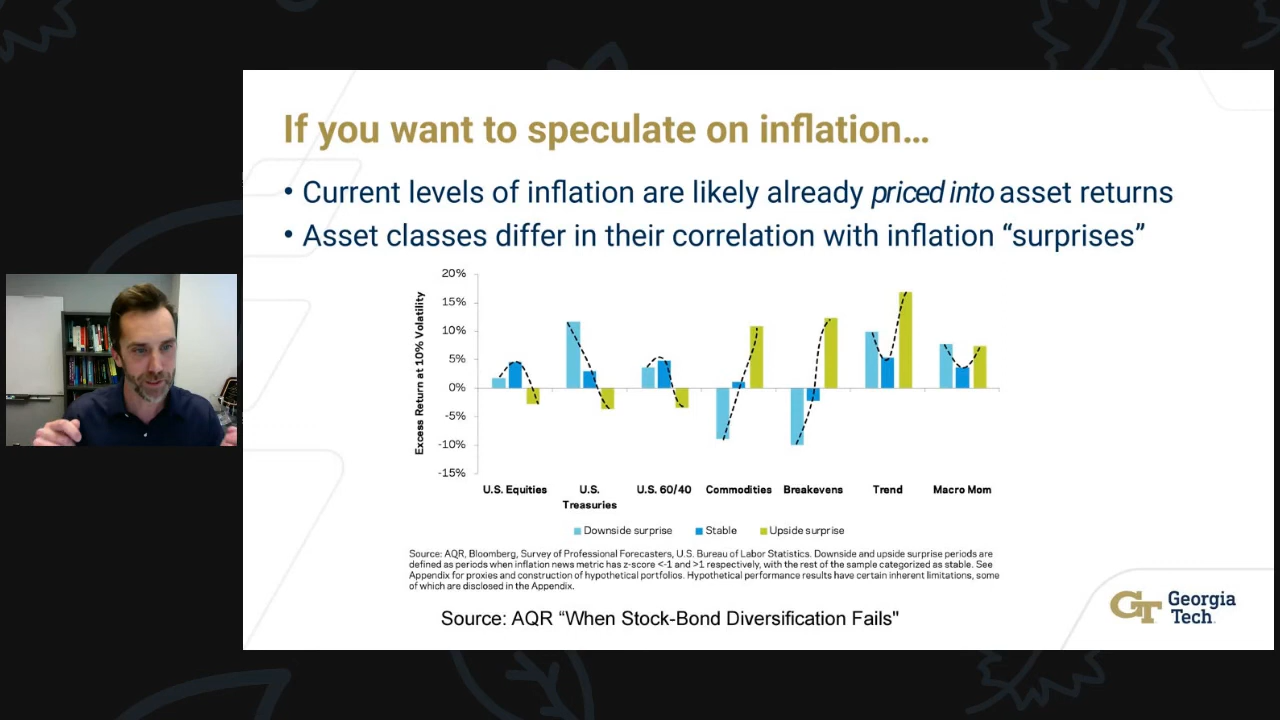 If you want to speculate on inflation…
• Current levels of inflation are likely already priced into asset returns
• Asset classes differ in their correlation with inflation “surprises”
Excess Return at 10% Volatility
20%
15%
10%
5%
0%
-5%
-10%
-15%
U.S. Equities
U.S. Treasuries
U.S. 60/40
Commodities
Breakevens
Trend
Macro Mom
Downside surprise
Stable
Upside surprise
Source: AQR, Bloomberg, Survey of Professional Forecasters, U.S. Bureau of Labor Statistics. Downside and upside surprise periods are
defined as periods when inflation news metric has z-score <-1 and >1 respectively, with the rest of the sample categorized as stable. See
Appendix for proxies and construction of hypothetical portfolios. Hypothetical performance results have certain inherent limitations, some
of which are disclosed in the Appendix.
Source: AQR “When Stock-Bond Diversification Fails"
GT
Georgia
Tech